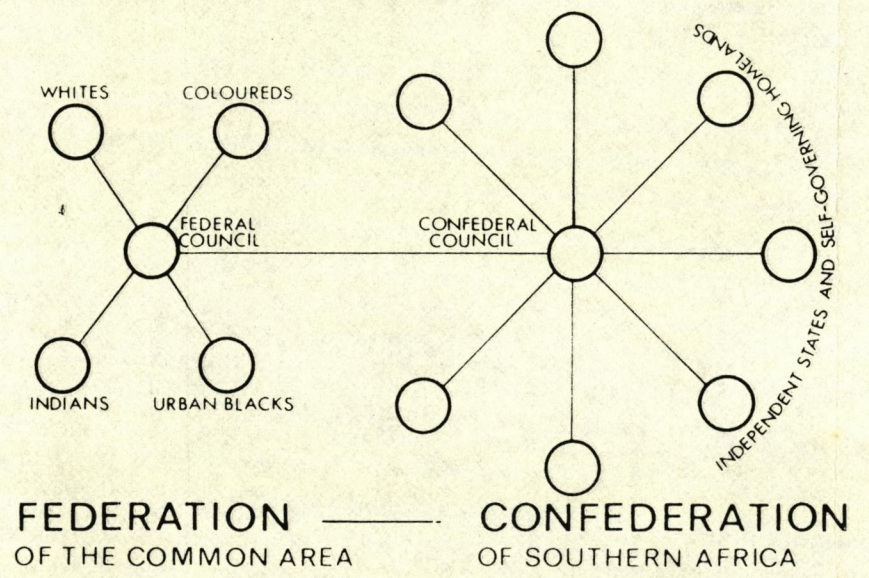 WHITES
COLOUREDS
FEDERAL
COUNCIL
INDIANS
URBAN BLACKS
CONFEDERAL
COUNCIL
INDEPENDENT STATES AND SELF-GOVERNING HOMELANDS
FEDERATION — CONFEDERATION
OF THE COMMON AREA
OF SOUTHERN AFRICA